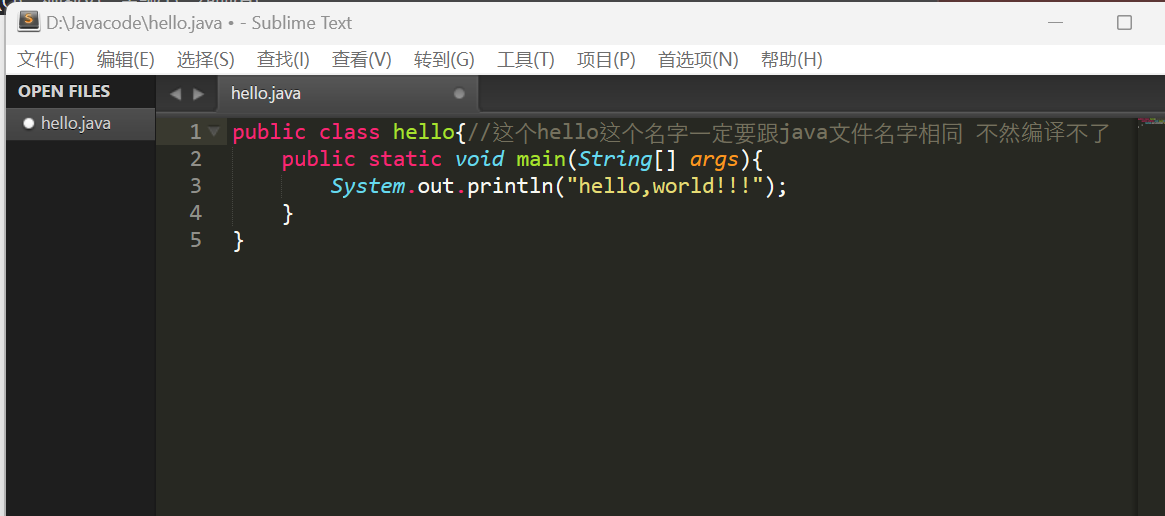 D:\Javacode\hello.java • - Sublime Text
文件(F) 编辑(E) 选择(S) 查找(I) 查看(V) 转到(G) 工具(T) 项目(P) 首选项(N) 帮助(H)
OPEN FILES
hello.java
hello.java
1 public class hello{//这个hello这个名字一定要跟java文件名字相同 不然编译不了
2     public static void main(String[] args){
3         System.out.println("hello,world!!!");
4     }
5 }